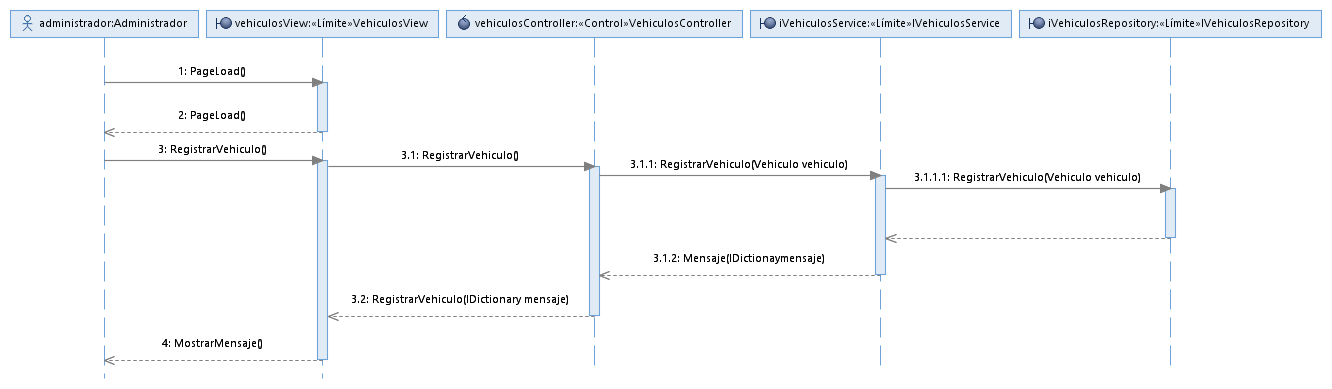 administrador:Administrador
vehiculosView:«Límite»VehiculosView
vehiculosController:«Control»VehiculosController
iVehiculosService:«Límite»IVehiculosService
iVehiculosRepository:«Límite»IVehiculosRepository
1: PageLoad()
2: PageLoad()
3: RegistrarVehiculo()
3.1: RegistrarVehiculo()
3.1.1: RegistrarVehiculo(Vehiculo vehiculo)
3.1.1.1: RegistrarVehiculo(Vehiculo vehiculo)
3.1.2: Mensaje(IDictionaymensaje)
3.2: RegistrarVehiculo(IDictionary mensaje)
4: MostrarMensaje()